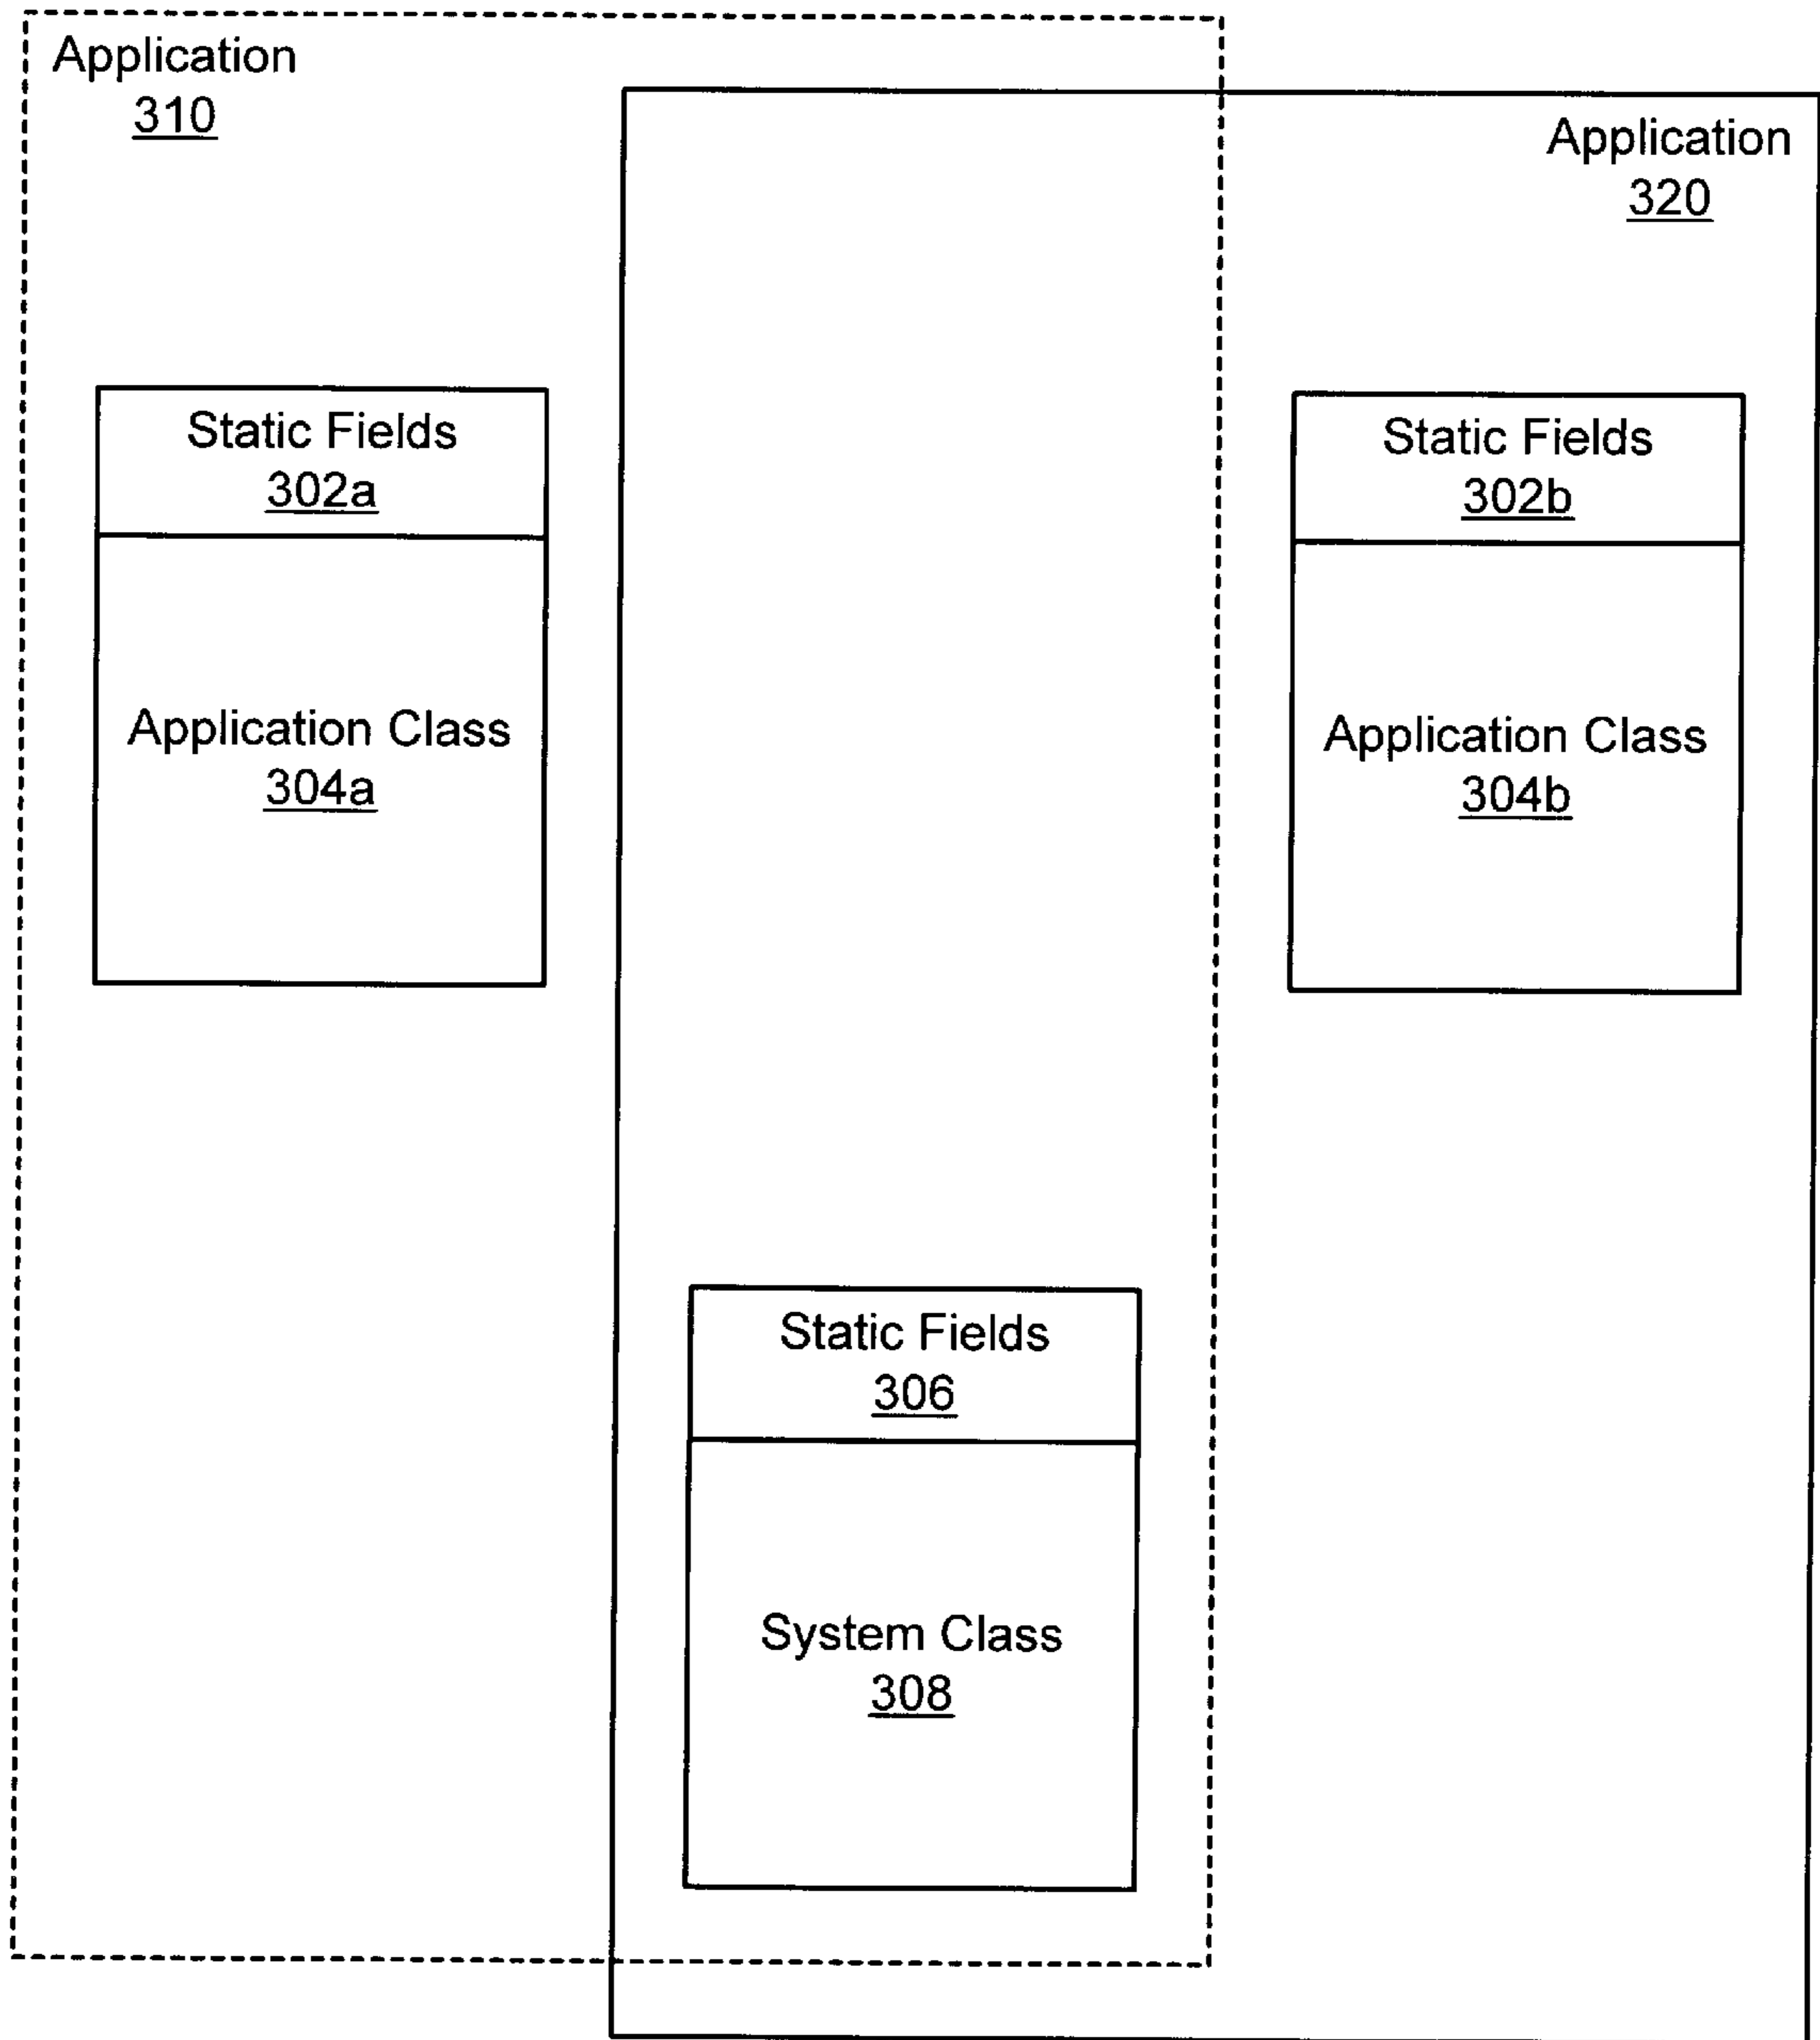 Application
310
Application
320
Static Fields
302a
Application Class
304a
Static Fields
302b
Application Class
304b
Static Fields
306
System Class
308